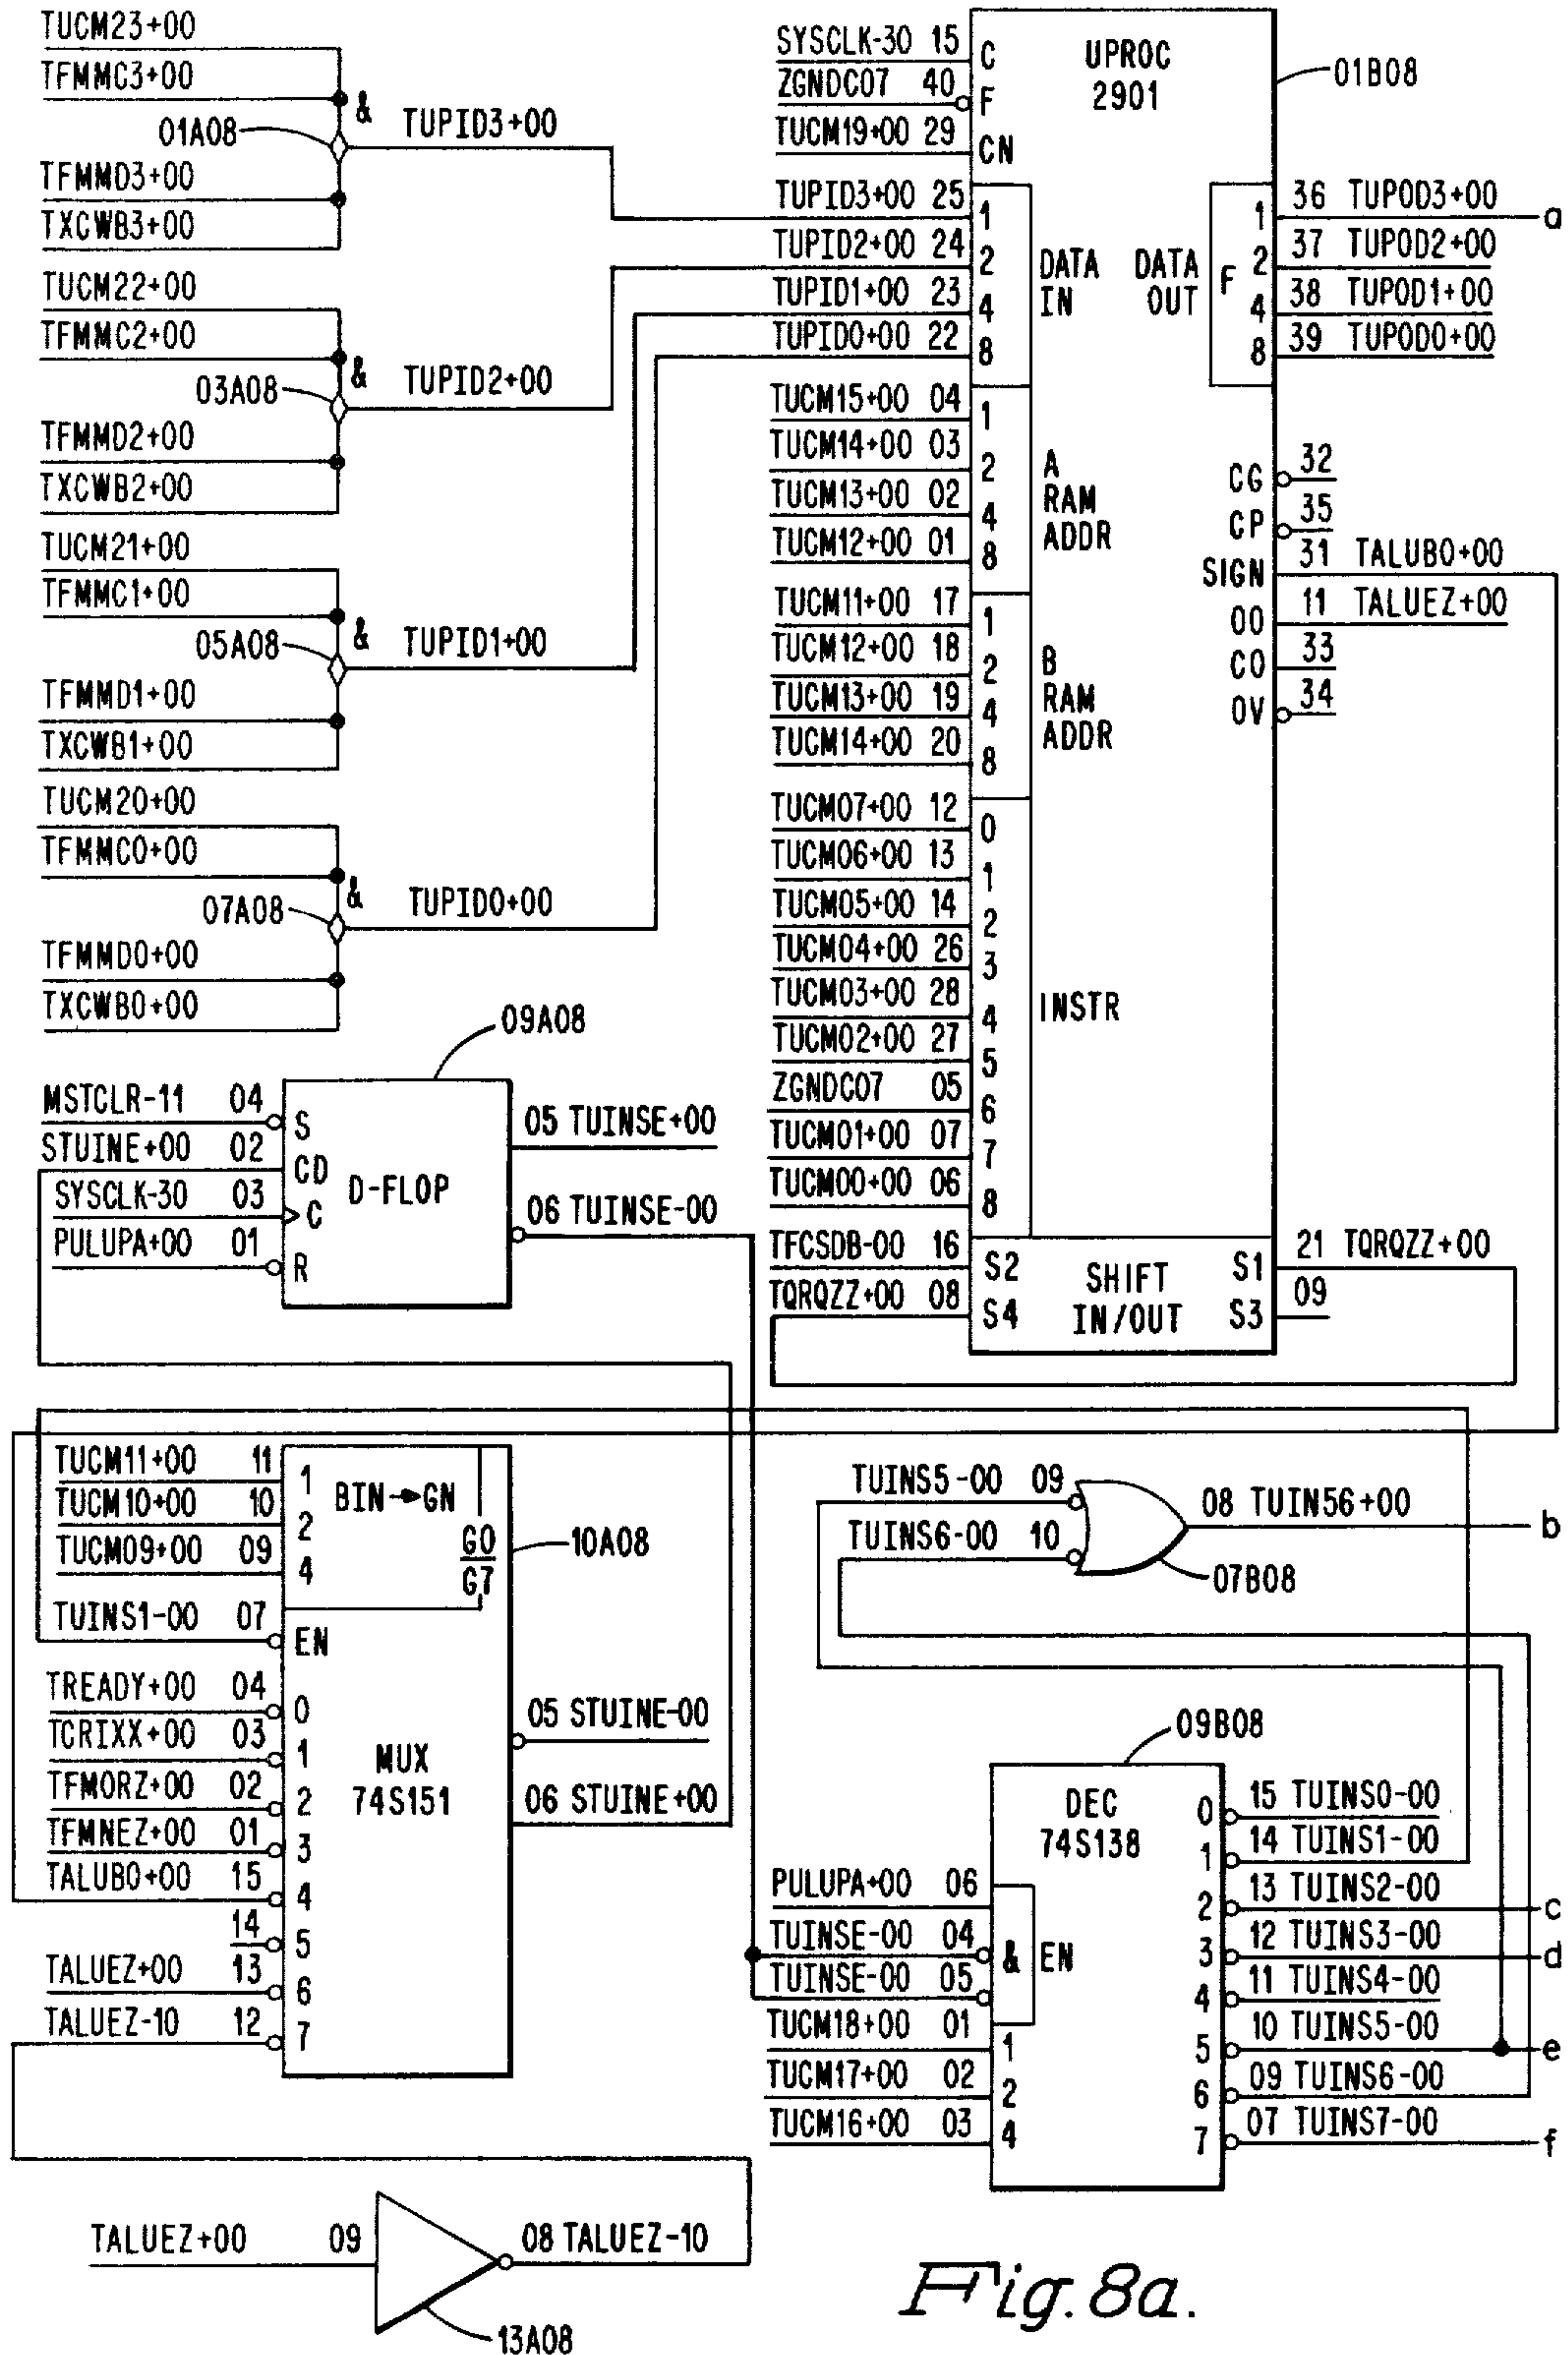 TUCM23+00
TFMMC3+00
&
01A08
TUPID3+00
TFMMD3+00
TXCWB3+00
TUCM22+00
TFMMC2+00
&
03A08
TUPID2+00
TFMMD2+00
TXCWB2+00
TUCM21+00
TFMMC1+00
&
05A08
TUPID1+00
TFMMD1+00
TXCWB1+00
TUCM20+00
TFMMC0+00
&
07A08
TUPID0+00
TFMMD0+00
TXCWB0+00
09A08
MSTCLR-11 04 S
STUINE+00 02 CD
SYSCLK-30 03 C
PULUPA+00 01 R
D-FLOP
05 TUINSE+00
06 TUINSE-00
UPROC
2901
01B08
SYSCLK-30 15 C
ZGNDC07 40 F
TUCM19+00 29 CN
TUPID3+00 25 1
TUPID2+00 24 2
TUPID1+00 23 4
TUPID0+00 22 8
DATA
IN
DATA
OUT
F
1 36 TUPOD3+00 a
2 37 TUPOD2+00
4 38 TUPOD1+00
8 39 TUPOD0+00
TUCM15+00 04 1
TUCM14+00 03 2
TUCM13+00 02 4
TUCM12+00 01 8
A
RAM
ADDR
TUCM11+00 17 1
TUCM12+00 18 2
TUCM13+00 19 4
TUCM14+00 20 8
B
RAM
ADDR
CG 32
CP 35
SIGN 31 TALUB0+00
00 11 TALUEZ+00
CO 33
OV 34
TUCM07+00 12 0
TUCM06+00 13 1
TUCM05+00 14 2
TUCM04+00 26 3
TUCM03+00 28 4
TUCM02+00 27 5
ZGNDC07 05 6
TUCM01+00 07 7
TUCM00+00 06 8
INSTR
TFCSDB-00 16 S2
TQRQZZ+00 08 S4
SHIFT
IN/OUT
S1 21 TQRQZZ+00
S3 09
TUCM11+00 11 1
TUCM10+00 10 2
TUCM09+00 09 4
BIN→GN
G0
G7
10A08
TUINS1-00 07 EN
TREADY+00 04 0
TCRIXX+00 03 1
TFMORZ+00 02 2
TFMNEZ+00 01 3
TALUB0+00 15 4
14 5
TALUEZ+00 13 6
TALUEZ-10 12 7
MUX
74S151
05 STUINE-00
06 STUINE+00
TUINS5-00 09
TUINS6-00 10
08 TUIN56+00 b
07B08
09B08
DEC
74S138
PULUPA+00 06
TUINSE-00 04
TUINSE-00 05
& EN
TUCM18+00 01 1
TUCM17+00 02 2
TUCM16+00 03 4
0 15 TUINS0-00
1 14 TUINS1-00
2 13 TUINS2-00 c
3 12 TUINS3-00 d
4 11 TUINS4-00
5 10 TUINS5-00 e
6 09 TUINS6-00
7 07 TUINS7-00 f
TALUEZ+00 09
08 TALUEZ-10
13A08
Fig. 8a.